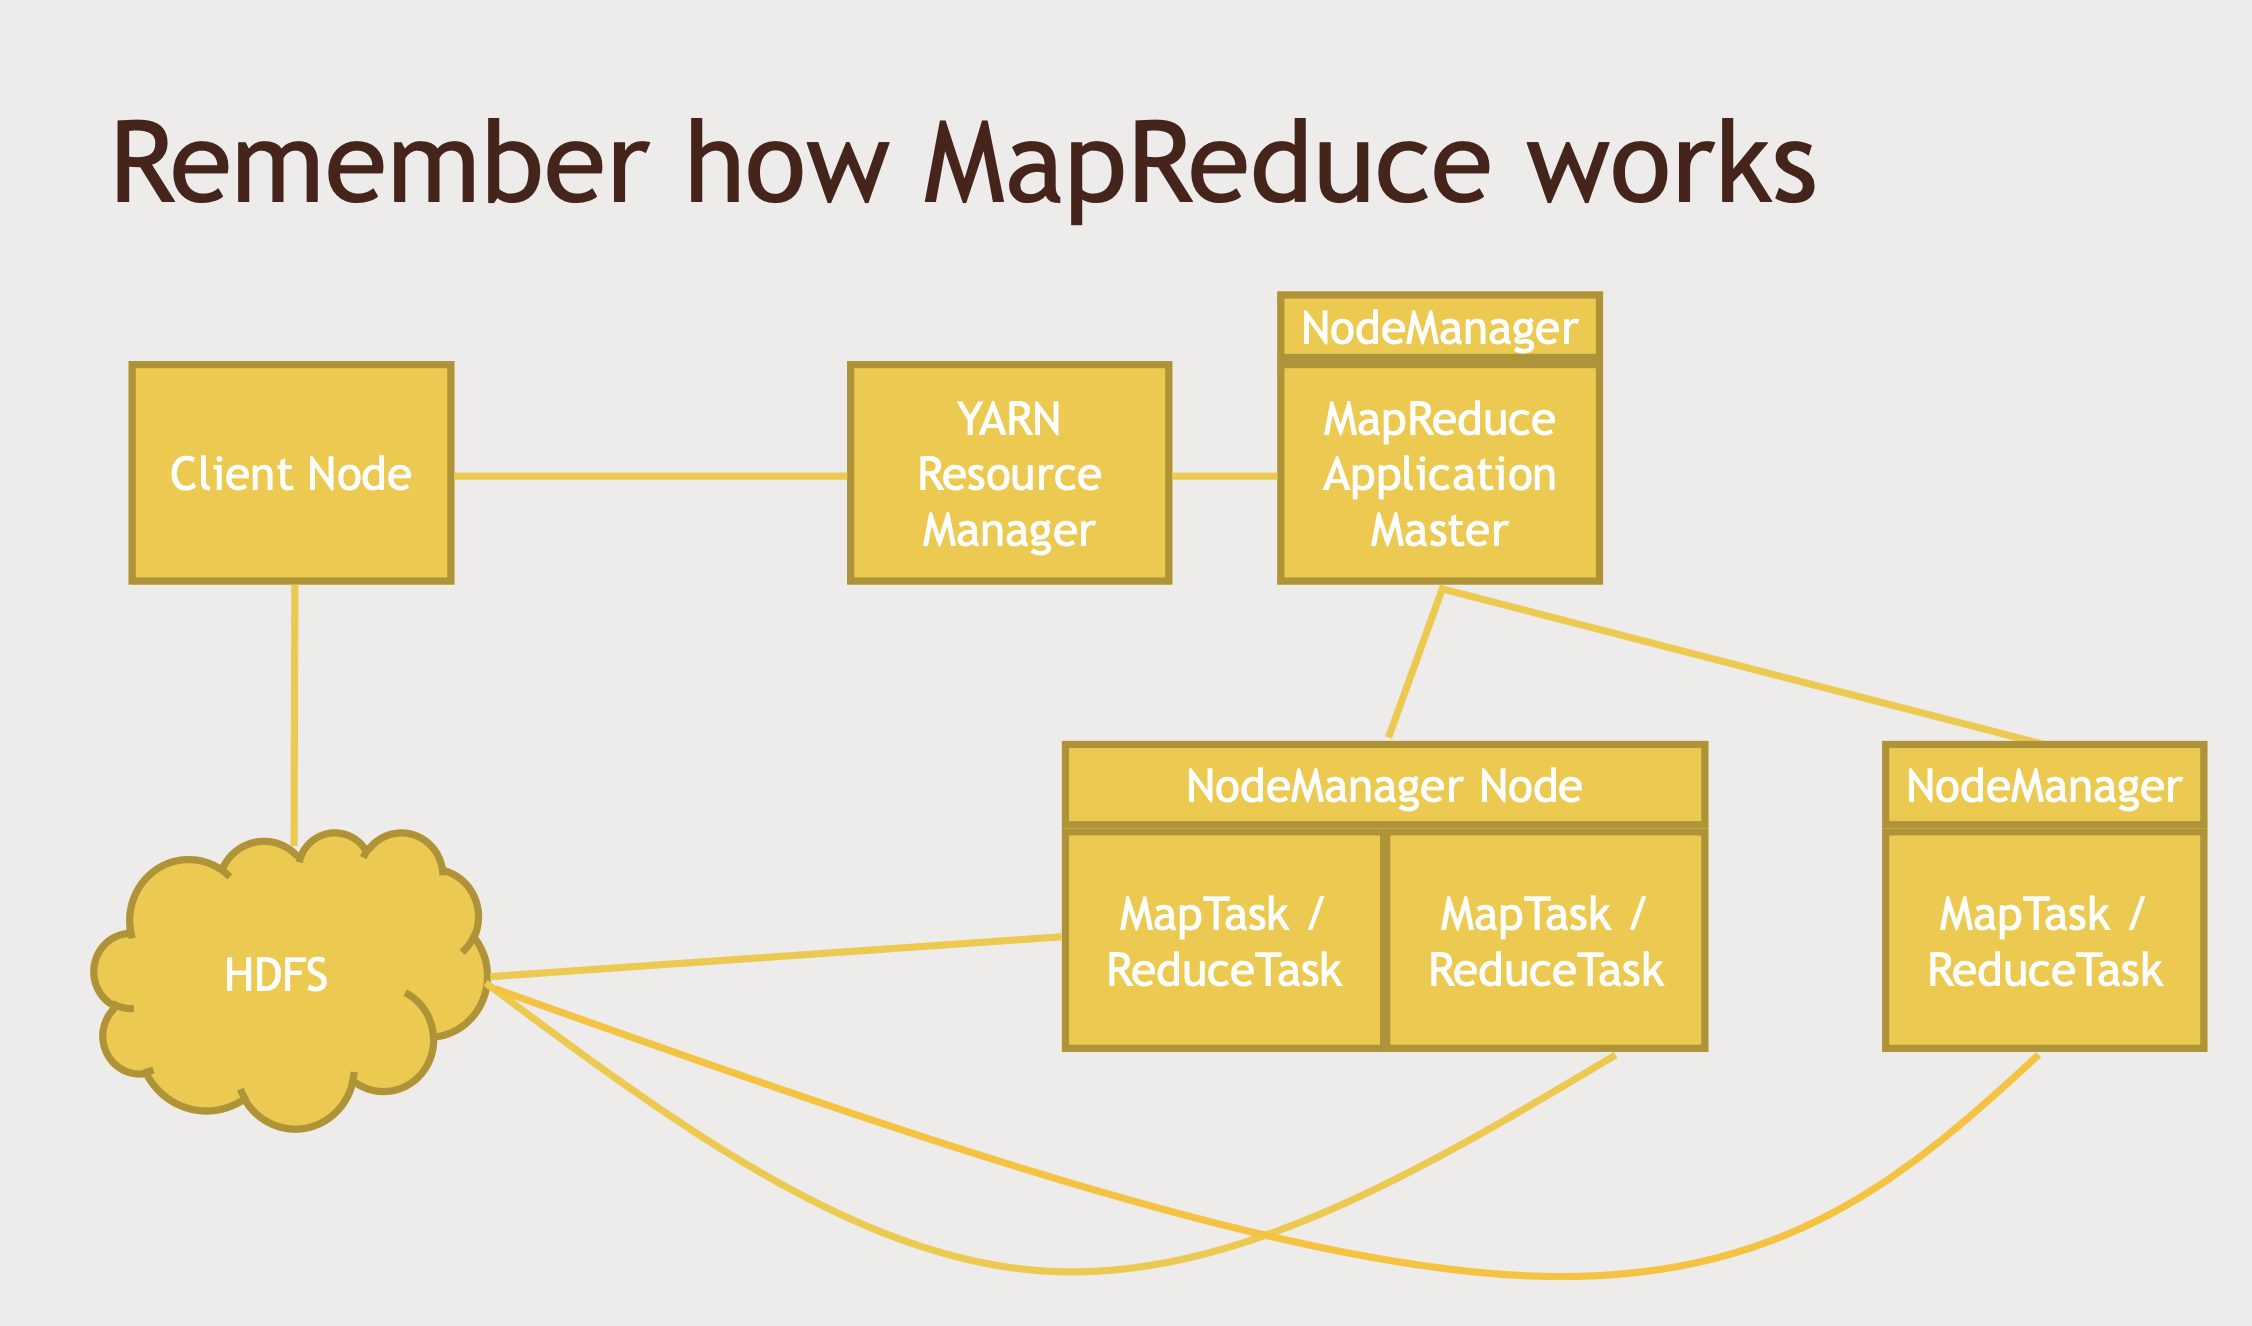 Remember how MapReduce works
NodeManager
Client Node
YARN
Resource
Manager
MapReduce
Application
Master
NodeManager Node
MapTask /
ReduceTask
MapTask /
ReduceTask
NodeManager
MapTask /
ReduceTask
HDFS